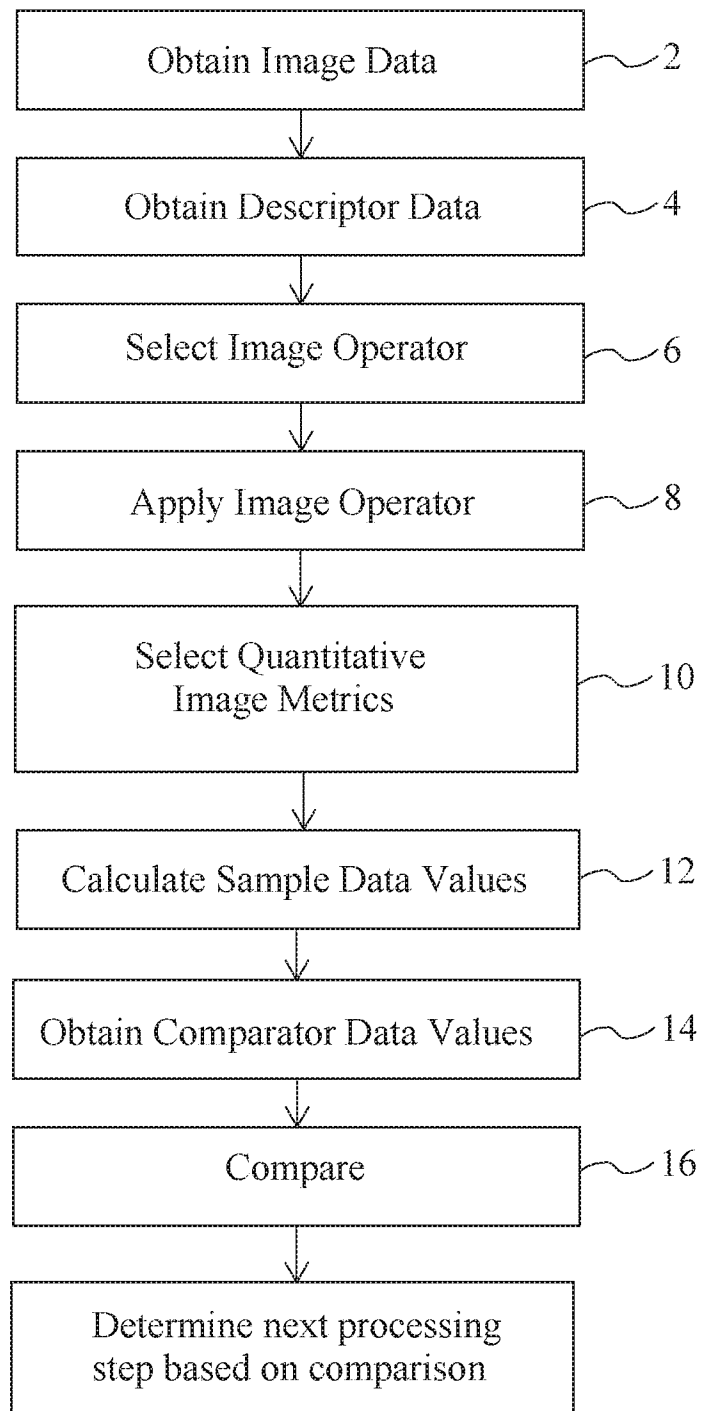 Obtain Image Data 2
Obtain Descriptor Data 4
Select Image Operator 6
Apply Image Operator 8
Select Quantitative
Image Metrics 10
Calculate Sample Data Values 12
Obtain Comparator Data Values 14
Compare 16
Determine next processing
step based on comparison